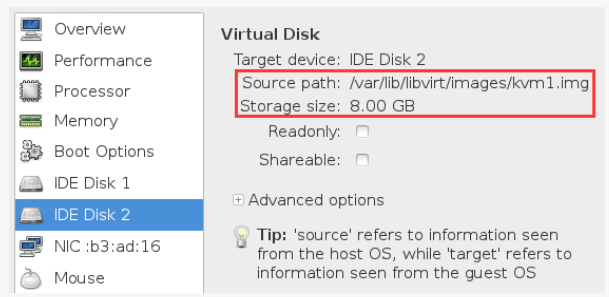 Overview
Performance
Processor
Memory
Boot Options
IDE Disk 1
IDE Disk 2
NIC :b3:ad:16
Mouse
Virtual Disk
Target device: IDE Disk 2
Source path: /var/lib/libvirt/images/kvm1.img
Storage size: 8.00 GB
Readonly:
Shareable:
Advanced options
Tip: 'source' refers to information seen
from the host OS, while 'target' refers to
information seen from the guest OS